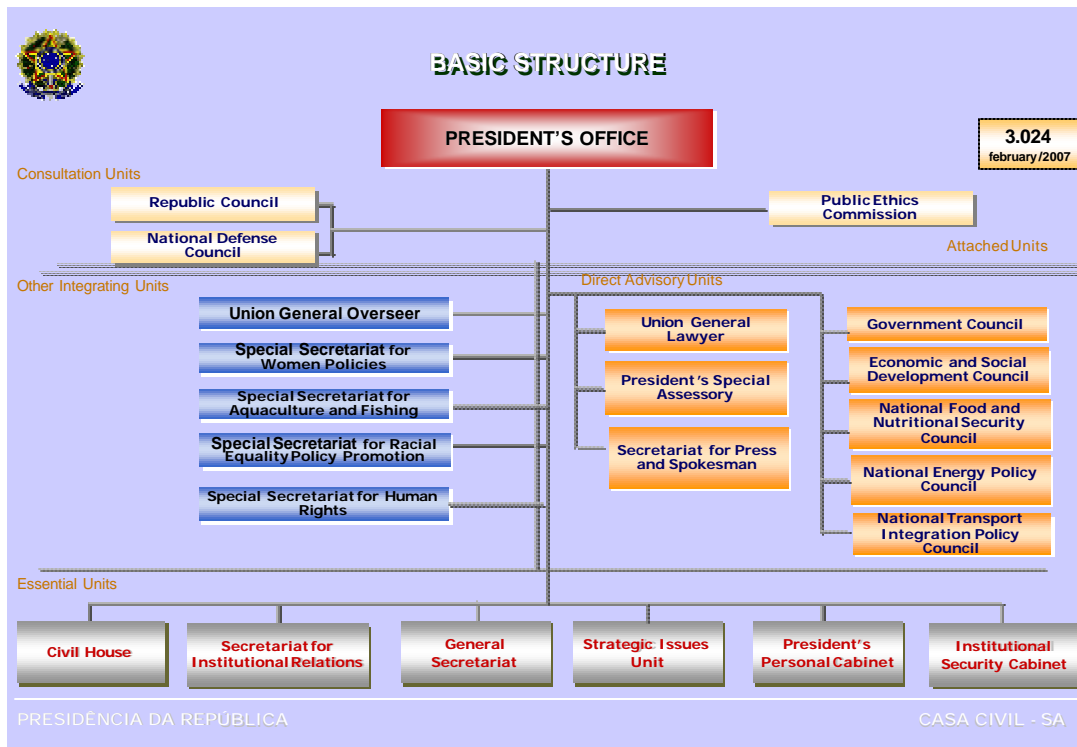 BASIC STRUCTURE
PRESIDENT'S OFFICE
3.024
february/2007
Consultation Units
Republic Council
National Defense
Council
Public Ethics
Commission
Attached Units
Other Integrating Units
Direct Advisory Units
Union General Overseer
Special Secretariat for
Women Policies
Special Secretariat for
Aquaculture and Fishing
Special Secretariat for Racial
Equality Policy Promotion
Special Secretariat for Human
Rights
Union General
Lawyer
President's Special
Assessory
Secretariat for Press
and Spokesman
Government Council
Economic and Social
Development Council
National Food and
Nutritional Security
Council
National Energy Policy
Council
National Transport
Integration Policy
Council
Essential Units
Civil House
Secretariat for
Institutional Relations
General
Secretariat
Strategic Issues
Unit
President's
Personal Cabinet
Institutional
Security Cabinet
PRESIDÊNCIA DA REPÚBLICA
CASA CIVIL - SA